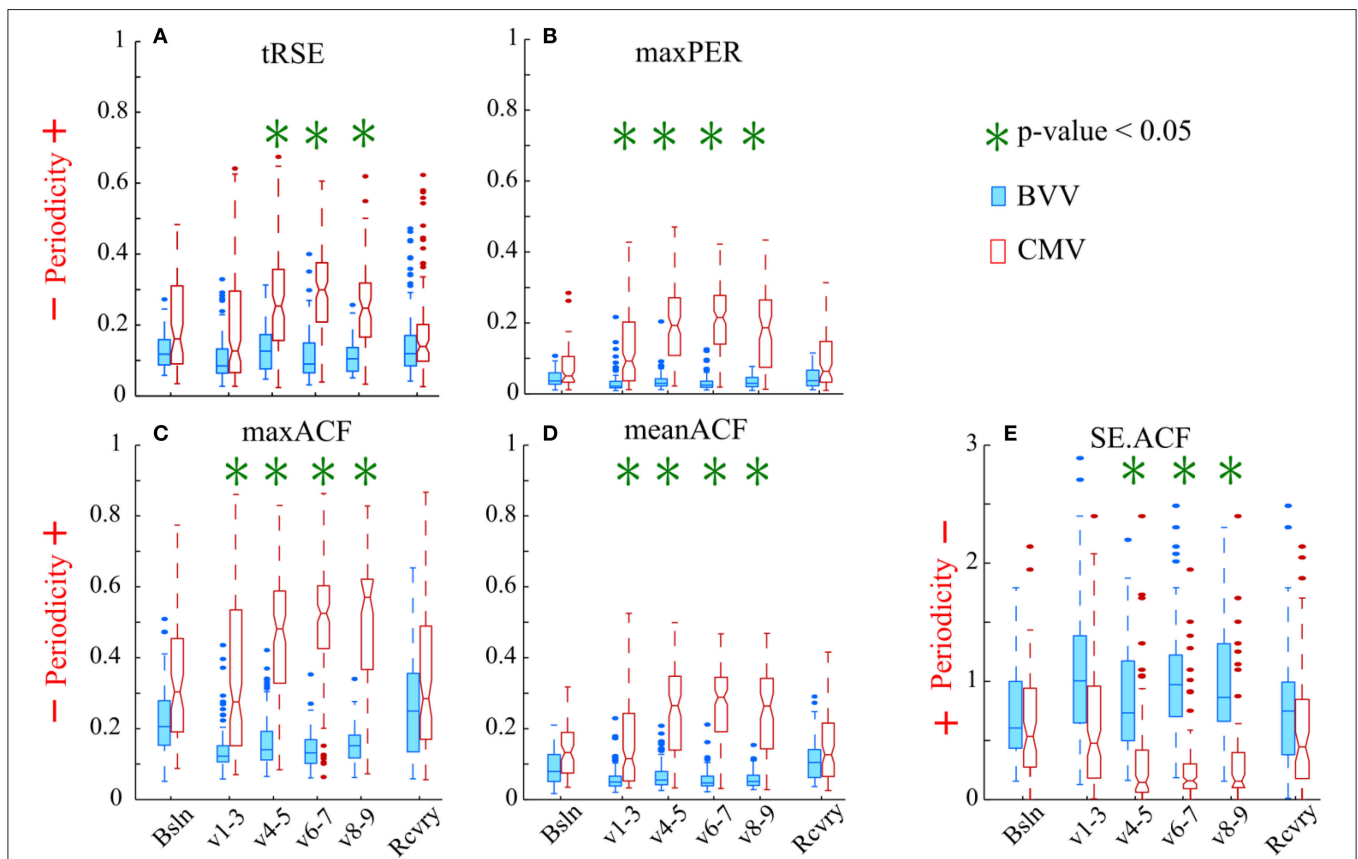 A
tRSE
1
0.8
0.6
0.4
0.2
0
− Periodicity +
B
maxPER
1
0.8
0.6
0.4
0.2
0
p-value < 0.05
BVV
CMV
C
maxACF
1
0.8
0.6
0.4
0.2
0
− Periodicity +
Bsln v1-3 v4-5 v6-7 v8-9 Rcvry
D
meanACF
1
0.8
0.6
0.4
0.2
0
Bsln v1-3 v4-5 v6-7 v8-9 Rcvry
E
SE.ACF
3
2
1
0
+ Periodicity −
Bsln v1-3 v4-5 v6-7 v8-9 Rcvry